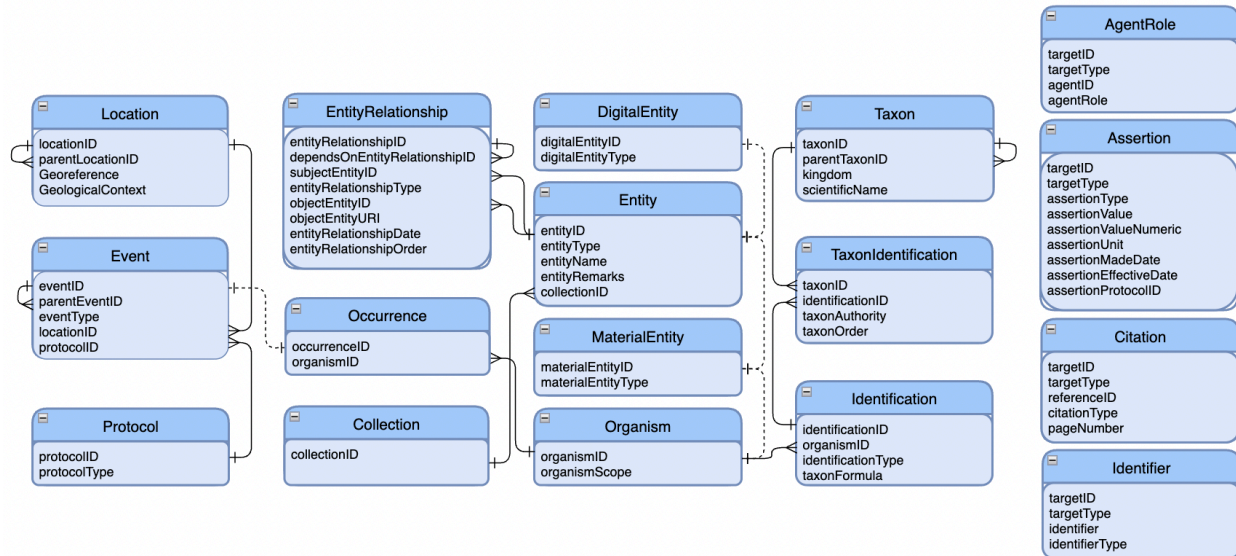 Location
locationID
parentLocationID
Georeference
GeologicalContext
Event
eventID
parentEventID
eventType
locationID
protocolID
Protocol
protocolID
protocolType
EntityRelationship
entityRelationshipID
dependsOnEntityRelationshipID
subjectEntityID
entityRelationshipType
objectEntityID
objectEntityURI
entityRelationshipDate
entityRelationshipOrder
Occurrence
occurrenceID
organismID
Collection
collectionID
DigitalEntity
digitalEntityID
digitalEntityType
Entity
entityID
entityType
entityName
entityRemarks
collectionID
MaterialEntity
materialEntityID
materialEntityType
Organism
organismID
organismScope
Taxon
taxonID
parentTaxonID
kingdom
scientificName
TaxonIdentification
taxonID
identificationID
taxonAuthority
taxonOrder
Identification
identificationID
organismID
identificationType
taxonFormula
AgentRole
targetID
targetType
agentID
agentRole
Assertion
targetID
targetType
assertionType
assertionValue
assertionValueNumeric
assertionUnit
assertionMadeDate
assertionEffectiveDate
assertionProtocolID
Citation
targetID
targetType
referenceID
citationType
pageNumber
Identifier
targetID
targetType
identifier
identifierType